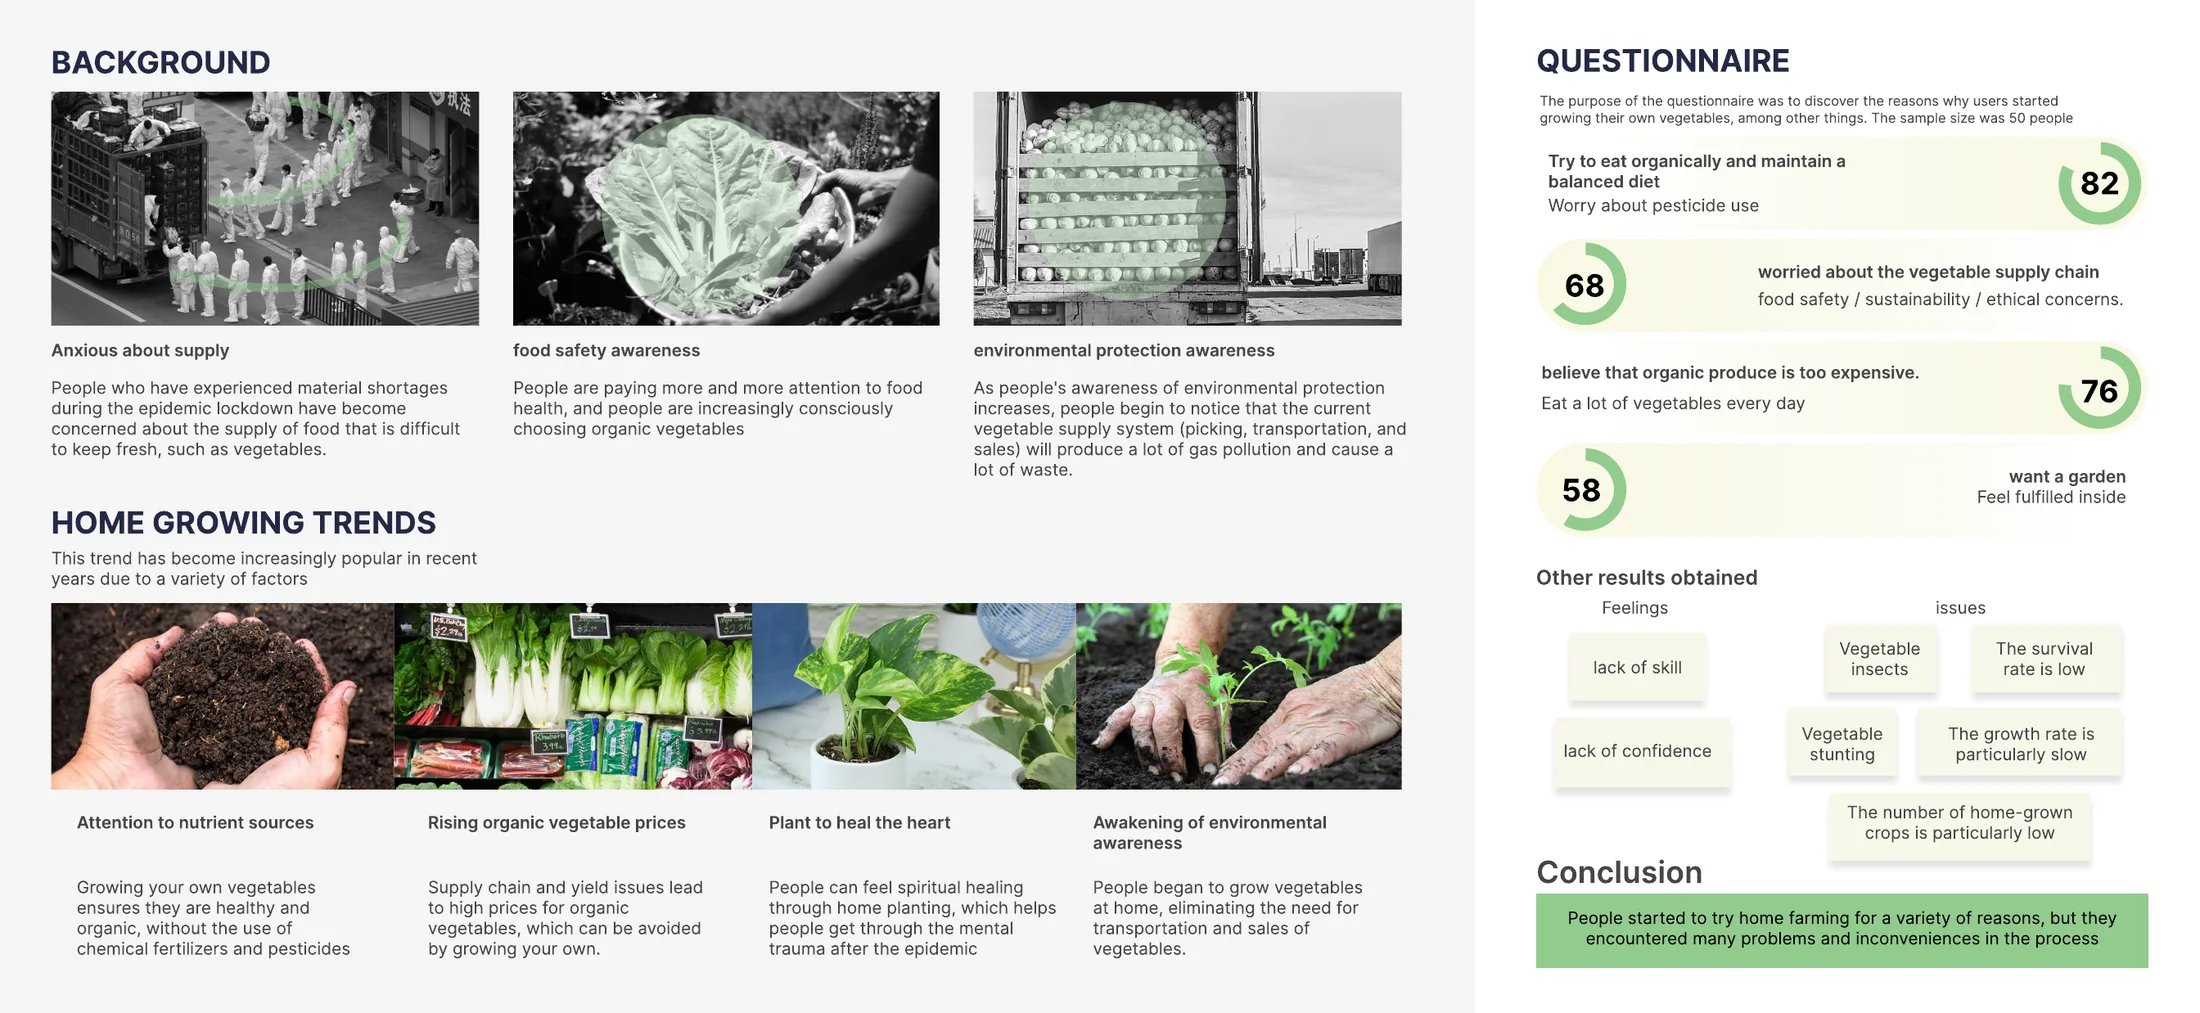 BACKGROUND
执法
Anxious about supply
People who have experienced material shortages
during the epidemic lockdown have become
concerned about the supply of food that is difficult
to keep fresh, such as vegetables.
food safety awareness
People are paying more and more attention to food
health, and people are increasingly consciously
choosing organic vegetables
environmental protection awareness
As people's awareness of environmental protection
increases, people begin to notice that the current
vegetable supply system (picking, transportation, and
sales) will produce a lot of gas pollution and cause a
lot of waste.
HOME GROWING TRENDS
This trend has become increasingly popular in recent
years due to a variety of factors
$2.29
Rhubarb
3.99
Attention to nutrient sources
Growing your own vegetables
ensures they are healthy and
organic, without the use of
chemical fertilizers and pesticides
Rising organic vegetable prices
Supply chain and yield issues lead
to high prices for organic
vegetables, which can be avoided
by growing your own.
Plant to heal the heart
People can feel spiritual healing
through home planting, which helps
people get through the mental
trauma after the epidemic
Awakening of environmental
awareness
People began to grow vegetables
at home, eliminating the need for
transportation and sales of
vegetables.
QUESTIONNAIRE
The purpose of the questionnaire was to discover the reasons why users started
growing their own vegetables, among other things. The sample size was 50 people
Try to eat organically and maintain a
balanced diet
Worry about pesticide use
82
68
worried about the vegetable supply chain
food safety / sustainability / ethical concerns.
believe that organic produce is too expensive.
Eat a lot of vegetables every day
76
58
want a garden
Feel fulfilled inside
Other results obtained
Feelings
lack of skill
lack of confidence
issues
Vegetable
insects
The survival
rate is low
Vegetable
stunting
The growth rate is
particularly slow
The number of home-grown
crops is particularly low
Conclusion
People started to try home farming for a variety of reasons, but they
encountered many problems and inconveniences in the process